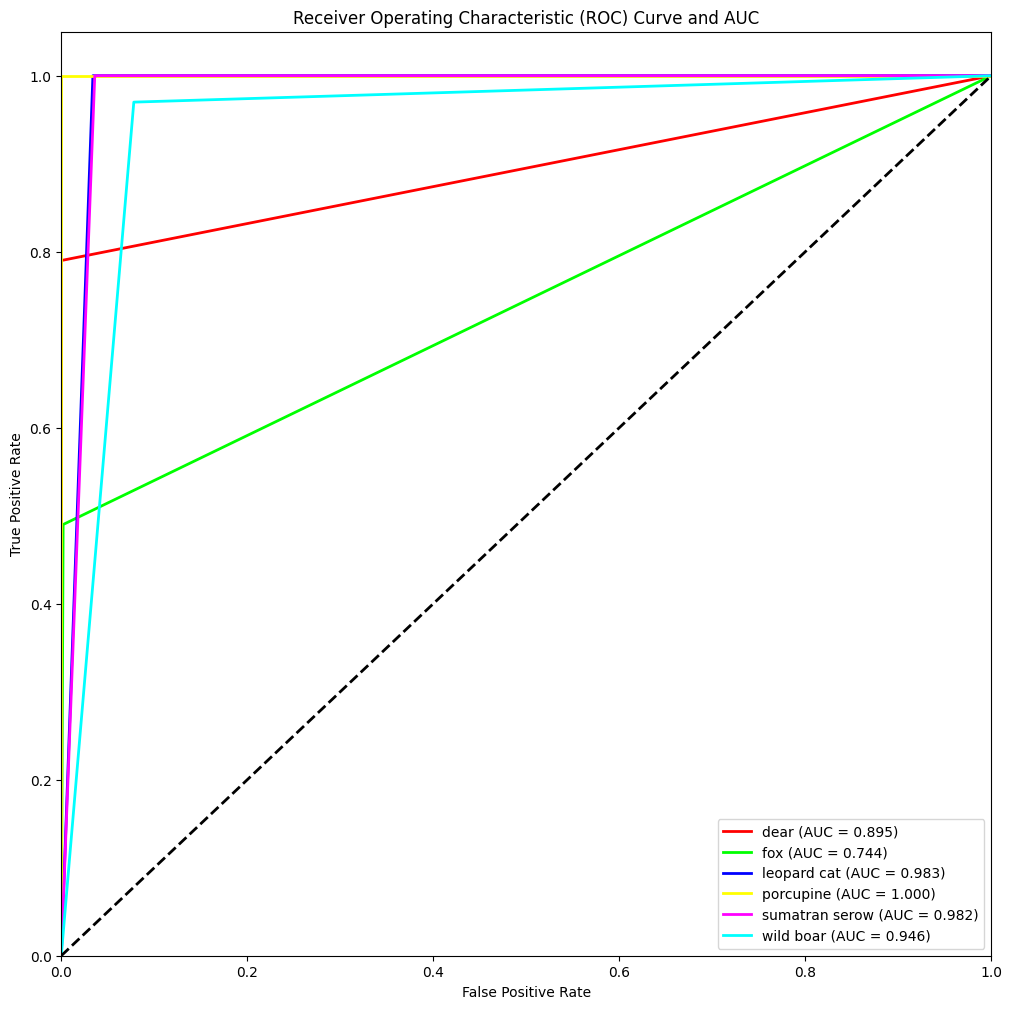 Receiver Operating Characteristic (ROC) Curve and AUC
1.0
0.8
0.6
0.4
0.2
0.0
True Positive Rate
0.0 0.2 0.4 0.6 0.8 1.0
False Positive Rate
dear (AUC = 0.895)
fox (AUC = 0.744)
leopard cat (AUC = 0.983)
porcupine (AUC = 1.000)
sumatran serow (AUC = 0.982)
wild boar (AUC = 0.946)